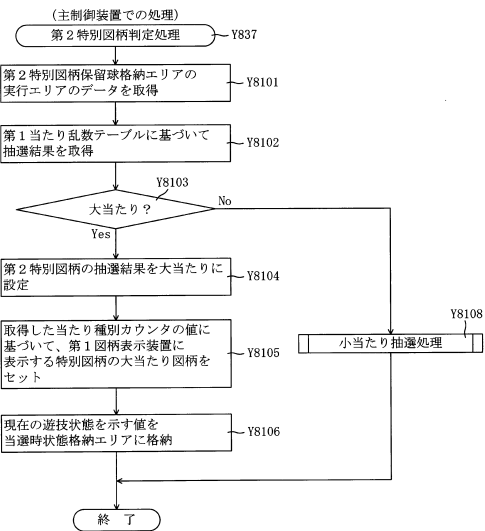 (主制御装置での処理)
第2特別図柄判定処理
Y837
第2特別図柄保留球格納エリアの
実行エリアのデータを取得
Y8101
第1当たり乱数テーブルに基づいて
抽選結果を取得
Y8102
Y8103
大当たり?
No
Yes
第2特別図柄の抽選結果を大当たりに
設定
Y8104
Y8108
小当たり抽選処理
取得した当たり種別カウンタの値に
基づいて、第1図柄表示装置に
表示する特別図柄の大当たり図柄を
セット
Y8105
現在の遊技状態を示す値を
当選時状態格納エリアに格納
Y8106
終 了